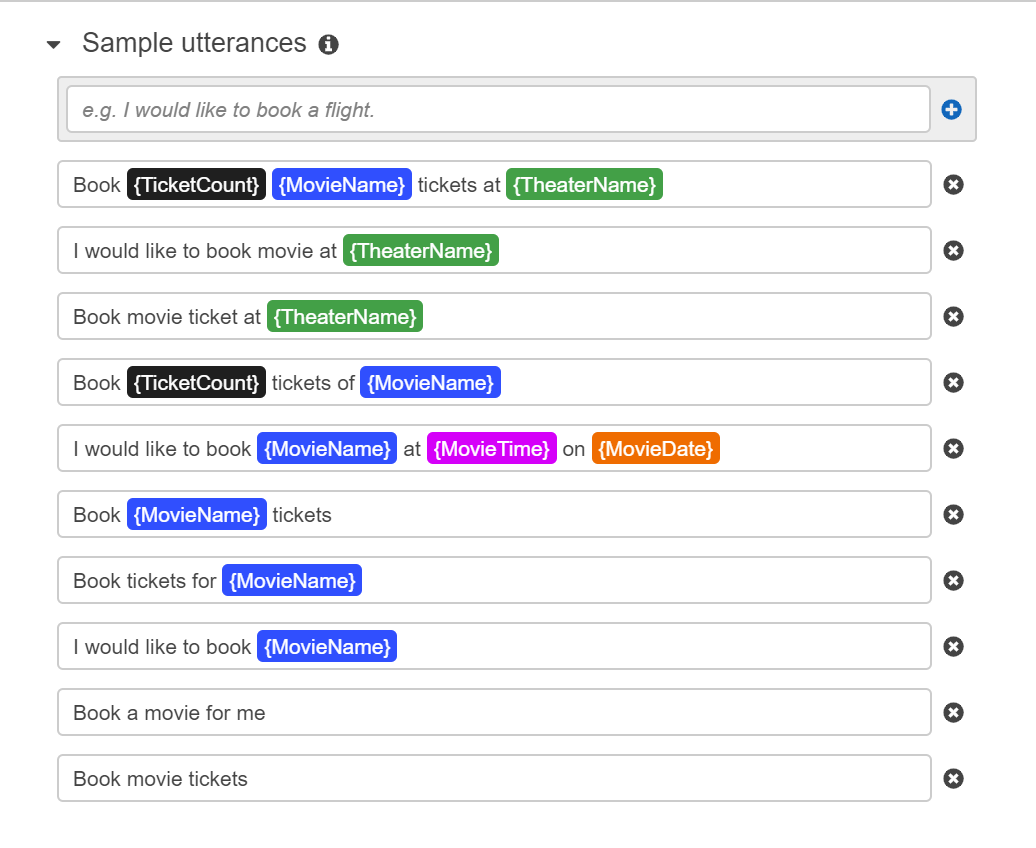 Sample utterances
e.g. I would like to book a flight.
Book {TicketCount} {MovieName} tickets at {TheaterName}
I would like to book movie at {TheaterName}
Book movie ticket at {TheaterName}
Book {TicketCount} tickets of {MovieName}
I would like to book {MovieName} at {MovieTime} on {MovieDate}
Book {MovieName} tickets
Book tickets for {MovieName}
I would like to book {MovieName}
Book a movie for me
Book movie tickets